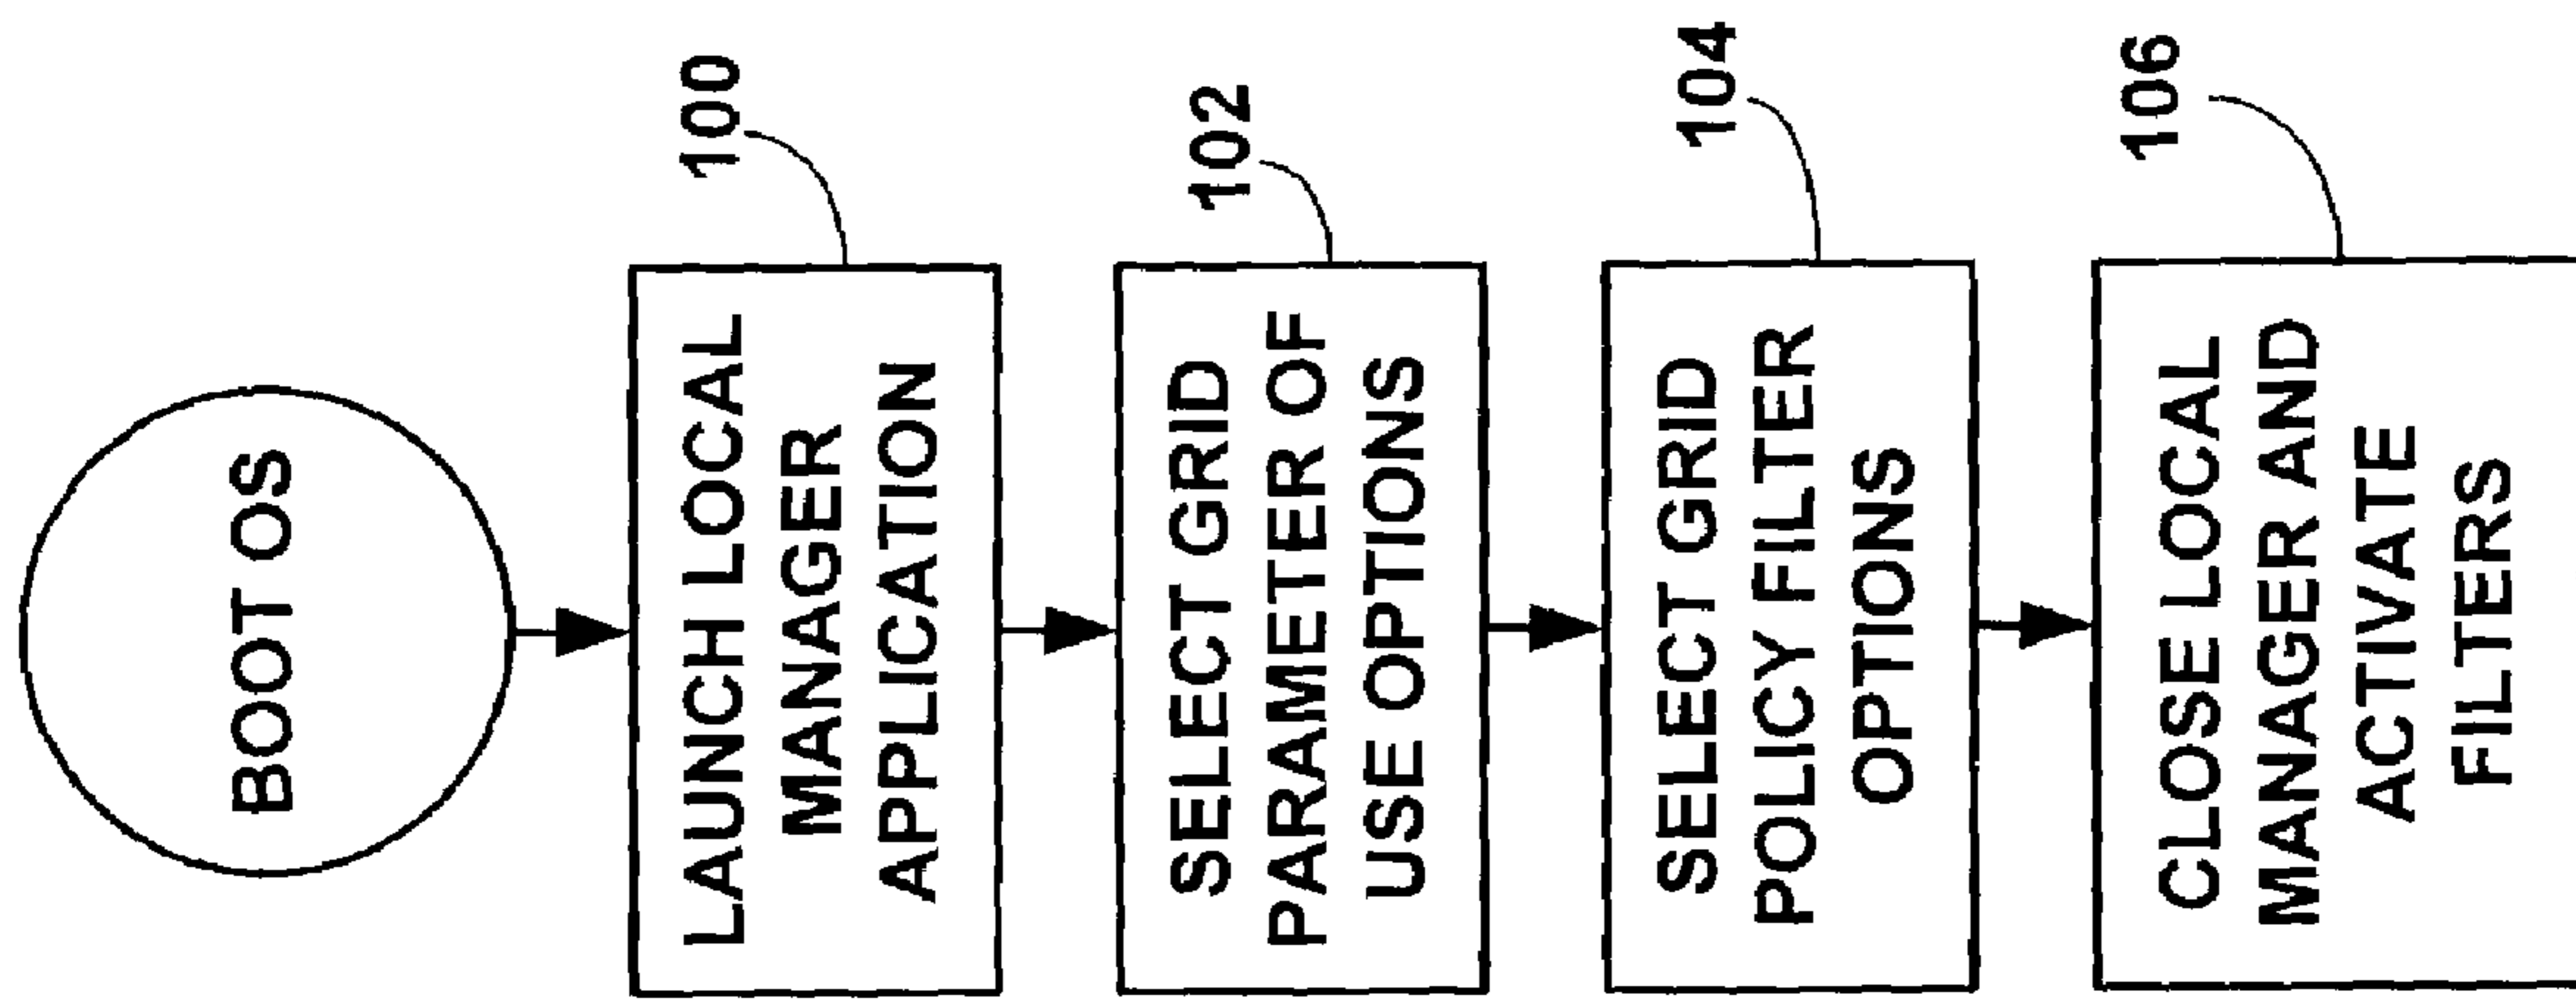 BOOT OS
100
LAUNCH LOCAL
MANAGER
APPLICATION
102
SELECT GRID
PARAMETER OF
USE OPTIONS
104
SELECT GRID
POLICY FILTER
OPTIONS
106
CLOSE LOCAL
MANAGER AND
ACTIVATE
FILTERS